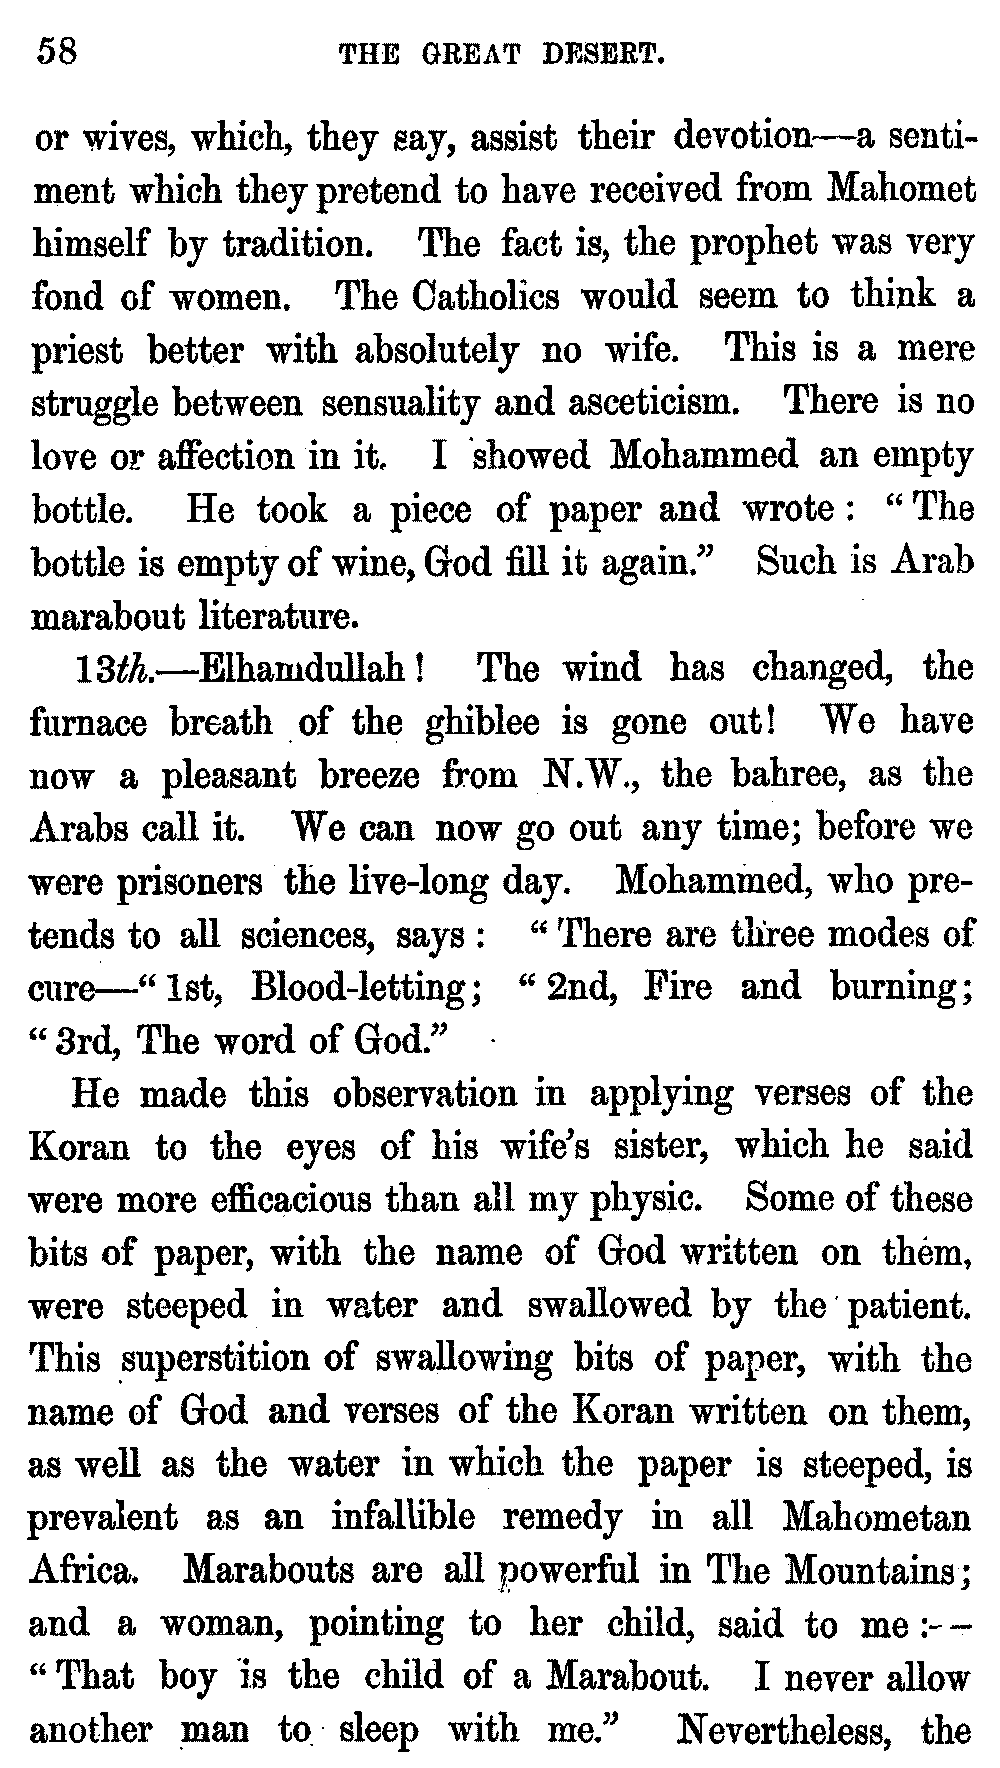 58 THE GREAT DESERT.
or wives, which, they say, assist their devotion—a senti-
ment which they pretend to have received from Mahomet
himself by tradition. The fact is, the prophet was very
fond of women. The Catholics would seem to think a
priest better with absolutely no wife. This is a mere
struggle between sensuality and asceticism. There is no
love or affection in it. I showed Mohammed an empty
bottle. He took a piece of paper and wrote : “ The
bottle is empty of wine, God fill it again.” Such is Arab
marabout literature.
13th.—Elhamdullah ! The wind has changed, the
furnace breath of the ghiblee is gone out! We have
now a pleasant breeze from N.W., the bahree, as the
Arabs call it. We can now go out any time; before we
were prisoners the live-long day. Mohammed, who pre-
tends to all sciences, says : “ There are three modes of
cure—“ 1st, Blood-letting; “ 2nd, Fire and burning;
“ 3rd, The word of God.”
He made this observation in applying verses of the
Koran to the eyes of his wife’s sister, which he said
were more efficacious than all my physic. Some of these
bits of paper, with the name of God written on them,
were steeped in water and swallowed by the patient.
This superstition of swallowing bits of paper, with the
name of God and verses of the Koran written on them,
as well as the water in which the paper is steeped, is
prevalent as an infallible remedy in all Mahometan
Africa. Marabouts are all powerful in The Mountains;
and a woman, pointing to her child, said to me :--
“ That boy is the child of a Marabout. I never allow
another man to sleep with me.” Nevertheless, the